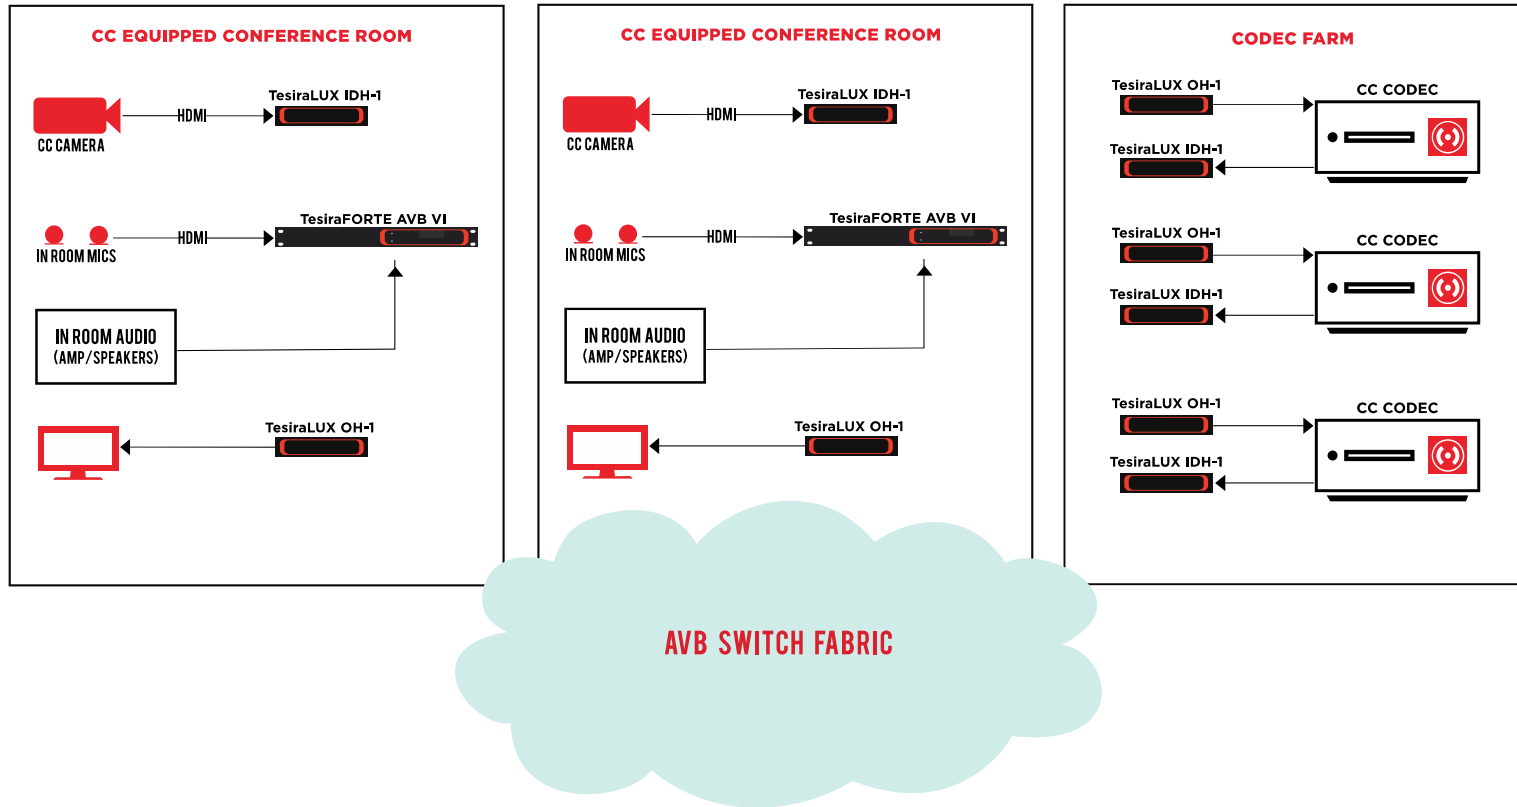 CC EQUIPPED CONFERENCE ROOM
TesiraLUX IDH-1
HDMI
CC CAMERA
TesiraFORTE AVB VI
HDMI
IN ROOM MICS
IN ROOM AUDIO
(AMP/SPEAKERS)
TesiraLUX OH-1
CC EQUIPPED CONFERENCE ROOM
TesiraLUX IDH-1
HDMI
CC CAMERA
TesiraFORTE AVB VI
HDMI
IN ROOM MICS
IN ROOM AUDIO
(AMP/SPEAKERS)
TesiraLUX OH-1
CODEC FARM
TesiraLUX OH-1
CC CODEC
TesiraLUX IDH-1
TesiraLUX OH-1
CC CODEC
TesiraLUX IDH-1
TesiraLUX OH-1
CC CODEC
TesiraLUX IDH-1
AVB SWITCH FABRIC